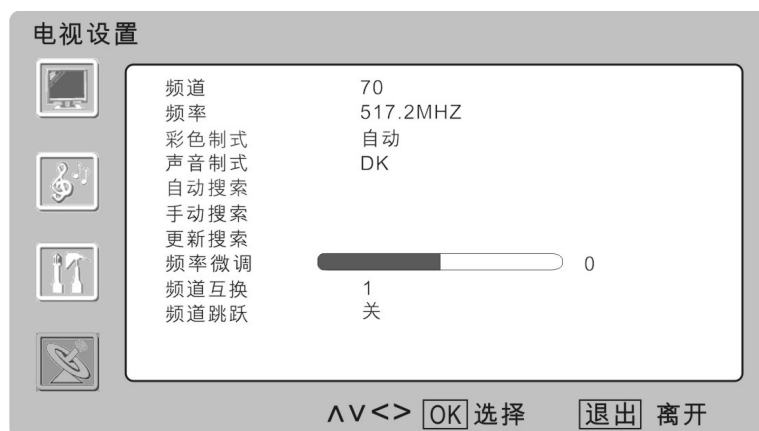 电视设置
频道 70
频率 517.2MHZ
彩色制式 自动
声音制式 DK
自动搜索
手动搜索
更新搜索
频率微调 0
频道互换 1
频道跳跃 关
∧∨<> OK 选择 退出 离开